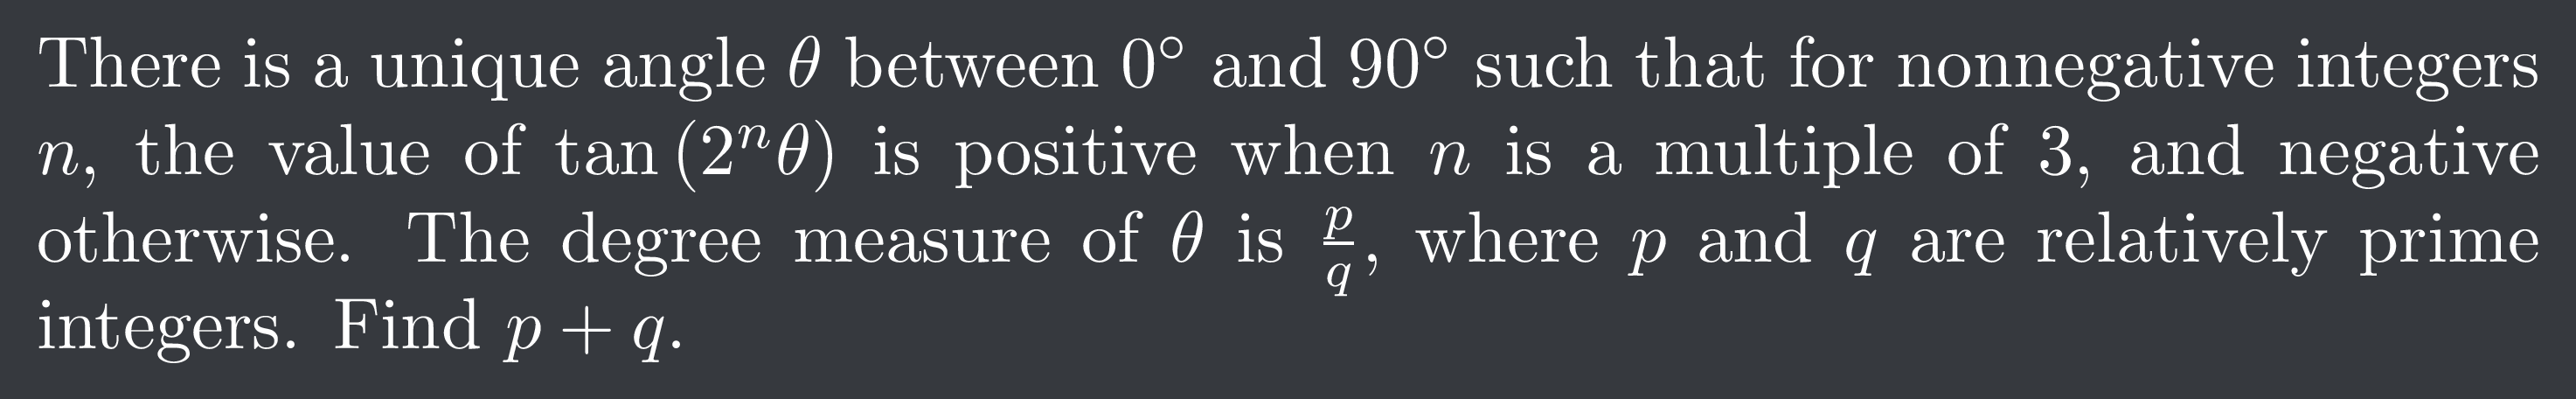 There is a unique angle θ between 0° and 90° such that for nonnegative integers
n, the value of tan (2ⁿθ) is positive when n is a multiple of 3, and negative
otherwise. The degree measure of θ is p/q, where p and q are relatively prime
integers. Find p + q.